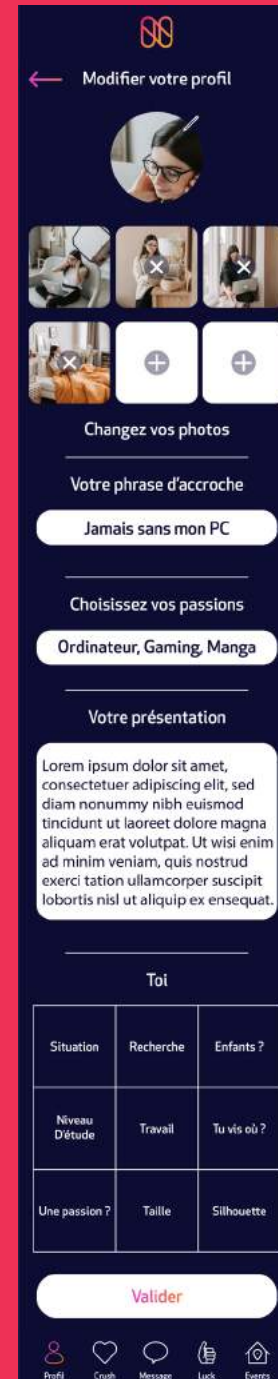 Modifier votre profil
Changez vos photos
Votre phrase d'accroche
Jamais sans mon PC
Choisissez vos passions
Ordinateur, Gaming, Manga
Votre présentation
Lorem ipsum dolor sit amet,
consectetuer adipiscing elit, sed
diam nonummy nibh euismod
tincidunt ut laoreet dolore magna
aliquam erat volutpat. Ut wisi enim
ad minim veniam, quis nostrud
exerci tation ullamcorper suscipit
lobortis nisl ut aliquip ex ensequat.
Toi
Situation
Recherche
Enfants ?
Niveau
D'étude
Travail
Tu vis où ?
Une passion ?
Taille
Silhouette
Valider
Profil
Crush
Message
Luck
Events